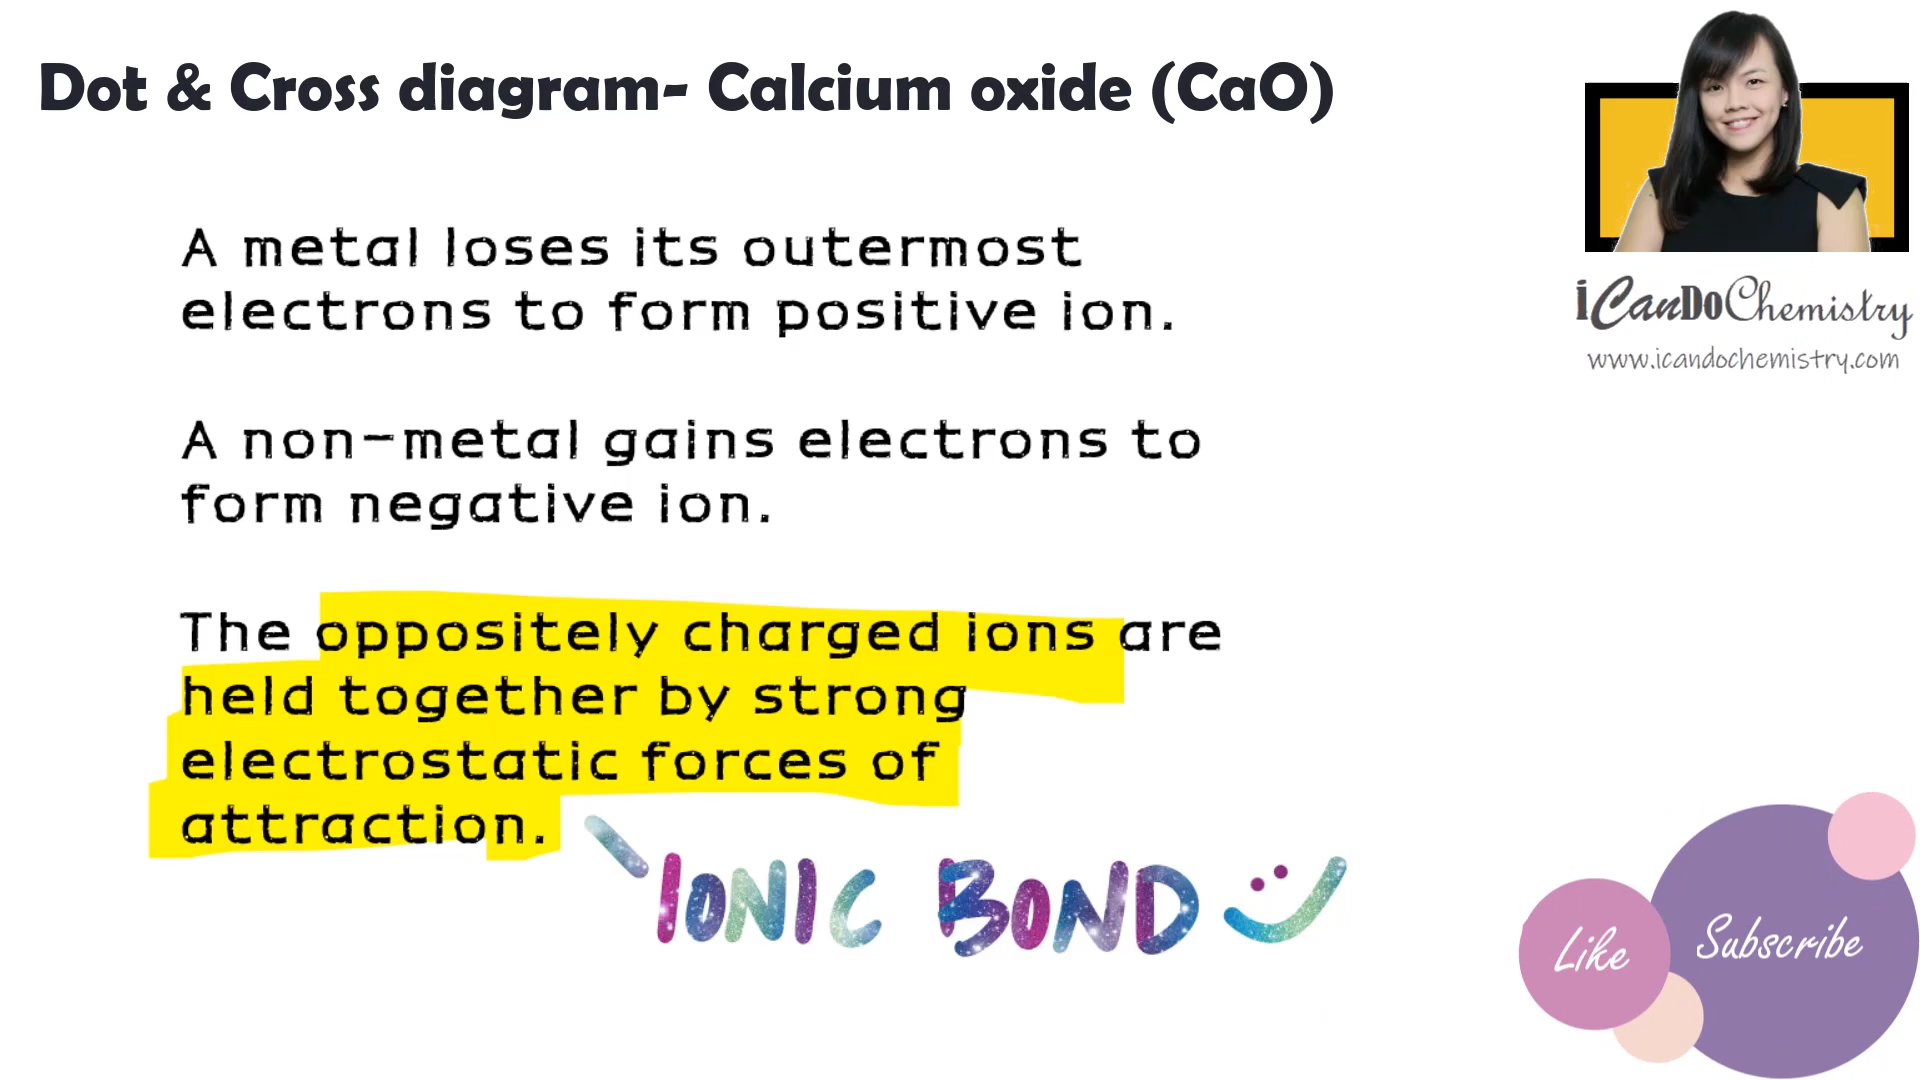 Dot & Cross diagram- Calcium oxide (CaO)
A metal loses its outermost
electrons to form positive ion.
A non-metal gains electrons to
form negative ion.
The oppositely charged ions are
held together by strong
electrostatic forces of
attraction.
IONIC BOND
iCanDoChemistry
www.icandochemistry.com
Like
Subscribe